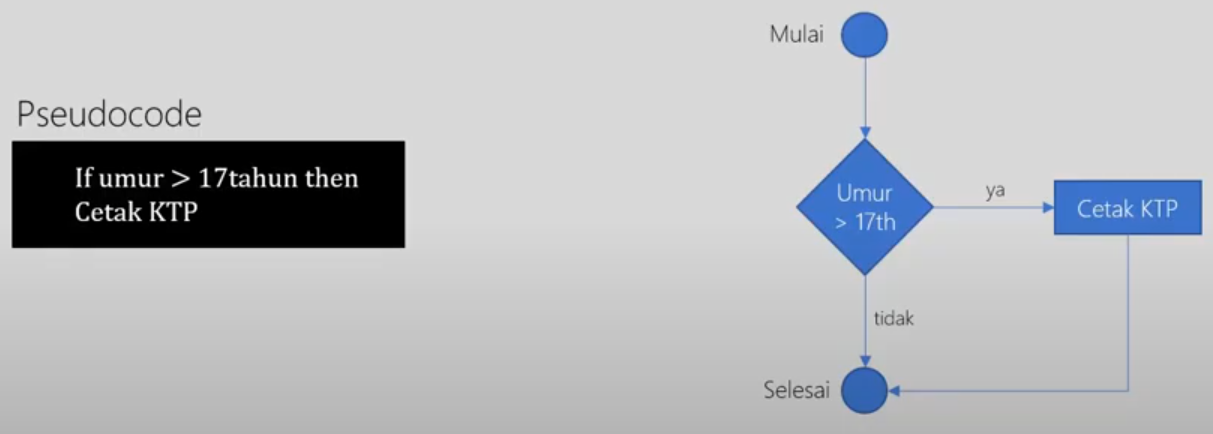 Pseudocode
If umur > 17tahun then
Cetak KTP
Mulai
Umur
> 17th
ya
Cetak KTP
tidak
Selesai